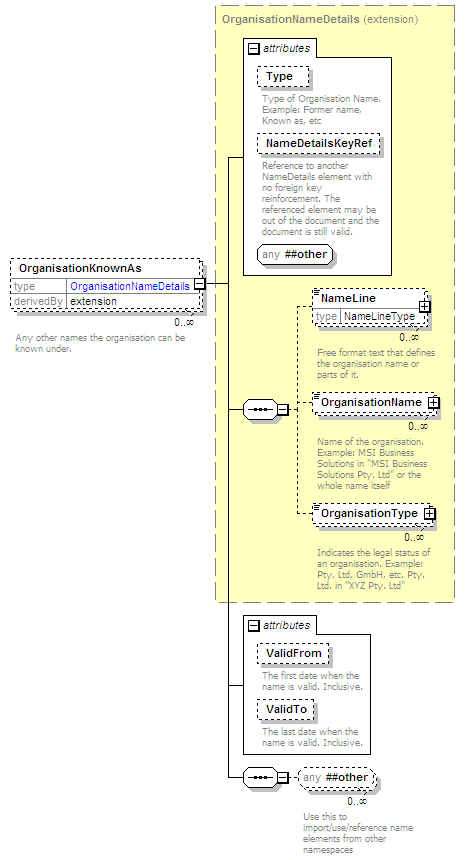 OrganisationNameDetails (extension)
attributes
Type
Type of Organisation Name.
Example: Former name,
Known as, etc
NameDetailsKeyRef
Reference to another
NameDetails element with
no foreign key
reinforcement. The
referenced element may be
out of the document and the
document is still valid.
any ##other
OrganisationKnownAs
type OrganisationNameDetails
derivedBy extension
0..∞
Any other names the organisation can be
known under.
NameLine
type NameLineType
0..∞
Free format text that defines
the organisation name or
parts of it.
OrganisationName
0..∞
Name of the organisation.
Example: MSI Business
Solutions in "MSI Business
Solutions Pty. Ltd" or the
whole name itself
OrganisationType
0..∞
Indicates the legal status of
an organisation. Example:
Pty, Ltd, GmbH, etc. Pty.
Ltd. in "XYZ Pty. Ltd"
attributes
ValidFrom
The first date when the
name is valid. Inclusive.
ValidTo
The last date when the
name is valid. Inclusive.
any ##other
0..∞
Use this to
import/use/reference name
elements from other
namespaces